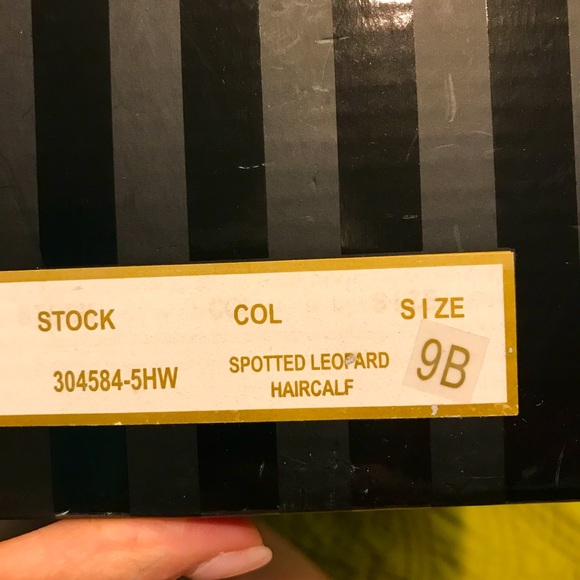 STOCK COL SIZE
304584-5HW SPOTTED LEOPARD 9B
HAIRCALF